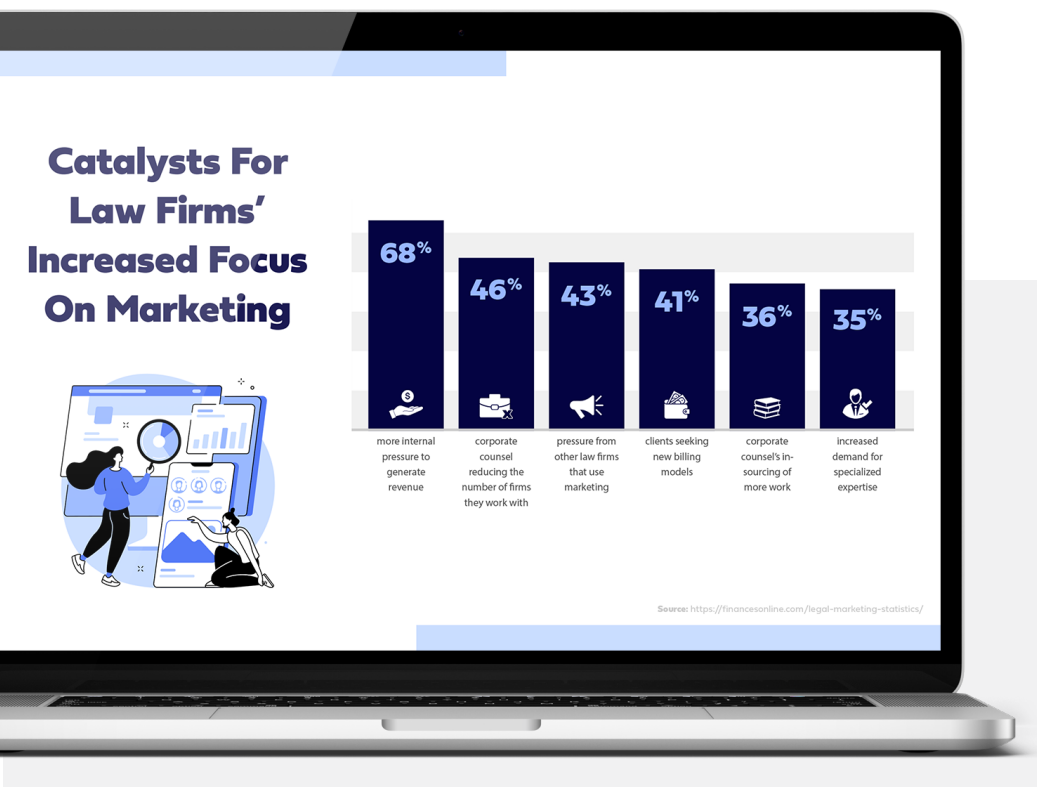 Catalysts For
Law Firms’
Increased Focus
On Marketing
68%
46%
43%
41%
36%
35%
more internal
pressure to
generate
revenue
corporate
counsel
reducing the
number of firms
they work with
pressure from
other law firms
that use
marketing
clients seeking
new billing
models
corporate
counsel's in-
sourcing of
more work
increased
demand for
specialized
expertise
Source: https://financesonline.com/legal-marketing-statistics/